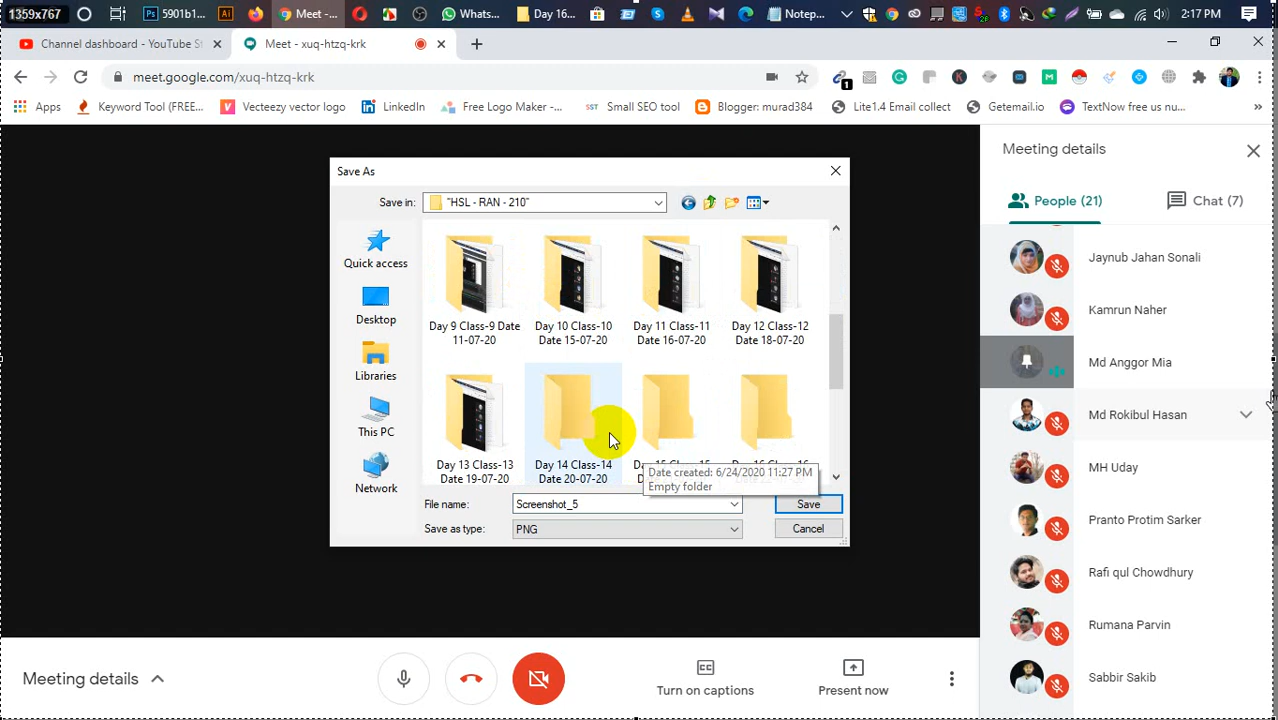 1359x767
5901b1...
Meet -...
Whats...
Day 16...
Notep...
2:17 PM
Channel dashboard - YouTube St
Meet - xuq-htzq-krk
meet.google.com/xuq-htzq-krk
1
Apps
Keyword Tool (FREE...
Vecteezy vector logo
LinkedIn
Free Logo Maker -...
SST Small SEO tool
Blogger: murad384
Lite1.4 Email collect
Getemail.io
TextNow free us nu...
Meeting details
People (21)
Chat (7)
Jaynub Jahan Sonali
Kamrun Naher
Md Anggor Mia
Md Rokibul Hasan
MH Uday
Pranto Protim Sarker
Rafi qul Chowdhury
Rumana Parvin
Sabbir Sakib
Save As
Save in:
"HSL - RAN - 210"
Quick access
Desktop
Libraries
This PC
Network
Day 9 Class-9 Date
11-07-20
Day 10 Class-10
Date 15-07-20
Day 11 Class-11
Date 16-07-20
Day 12 Class-12
Date 18-07-20
Day 13 Class-13
Date 19-07-20
Day 14 Class-14
Date 20-07-20
Date created: 6/24/2020 11:27 PM
Empty folder
File name:
Screenshot_5
Save
Save as type:
PNG
Cancel
Meeting details
Turn on captions
Present now